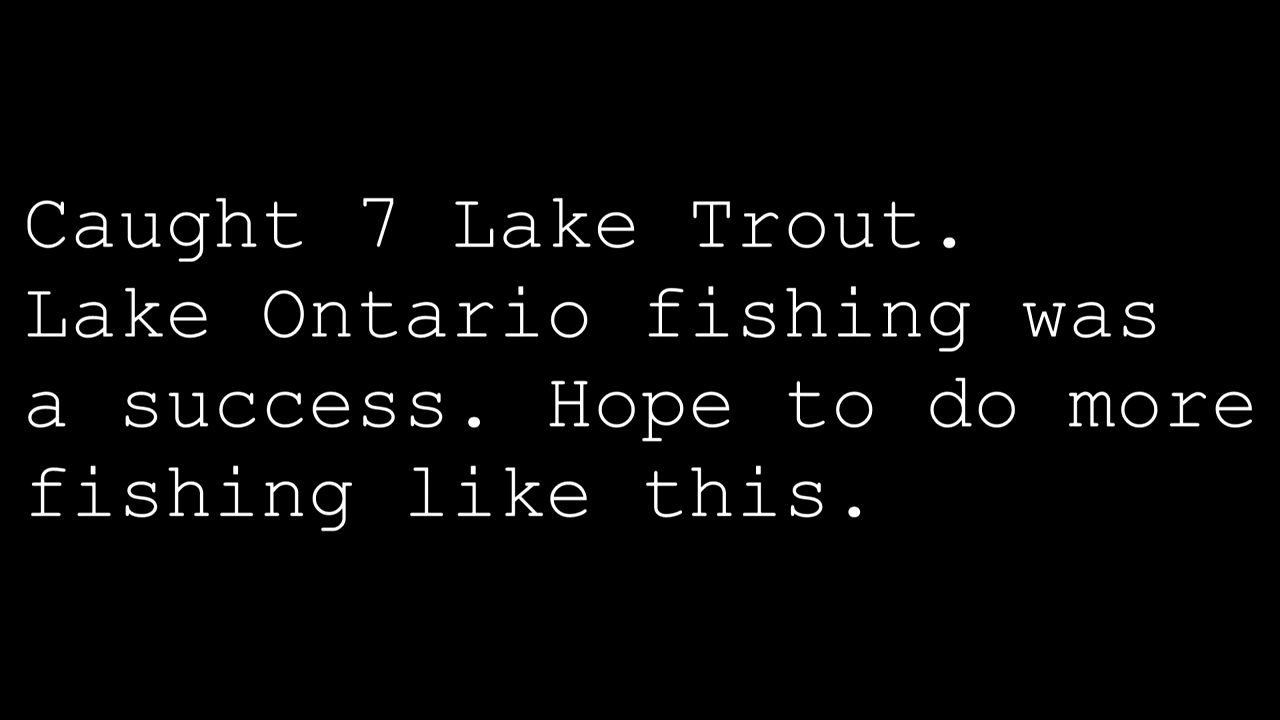 Caught 7 Lake Trout.
Lake Ontario fishing was
a success. Hope to do more
fishing like this.